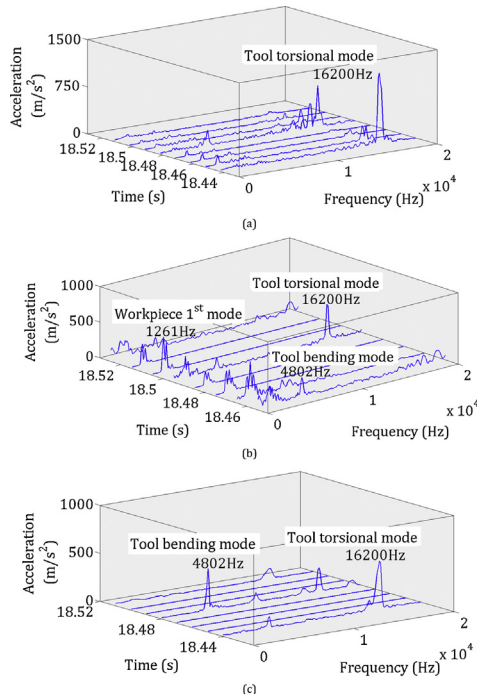 1500
Tool torsional mode
16200Hz
750
Acceleration
(m/s²)
0
18.52
18.5
18.48
18.46
18.44
Time (s)
0
1
2
x 10⁴
Frequency (Hz)
(a)
1000
Tool torsional mode
16200Hz
Workpiece 1ˢᵗ mode
1261Hz
500
Acceleration
(m/s²)
Tool bending mode
4802Hz
0
18.52
18.5
18.48
18.46
Time (s)
0
1
2
x 10⁴
Frequency (Hz)
(b)
1000
Tool bending mode
4802Hz
Tool torsional mode
16200Hz
500
Acceleration
(m/s²)
0
18.52
18.48
18.44
Time (s)
0
1
2
x 10⁴
Frequency (Hz)
(c)